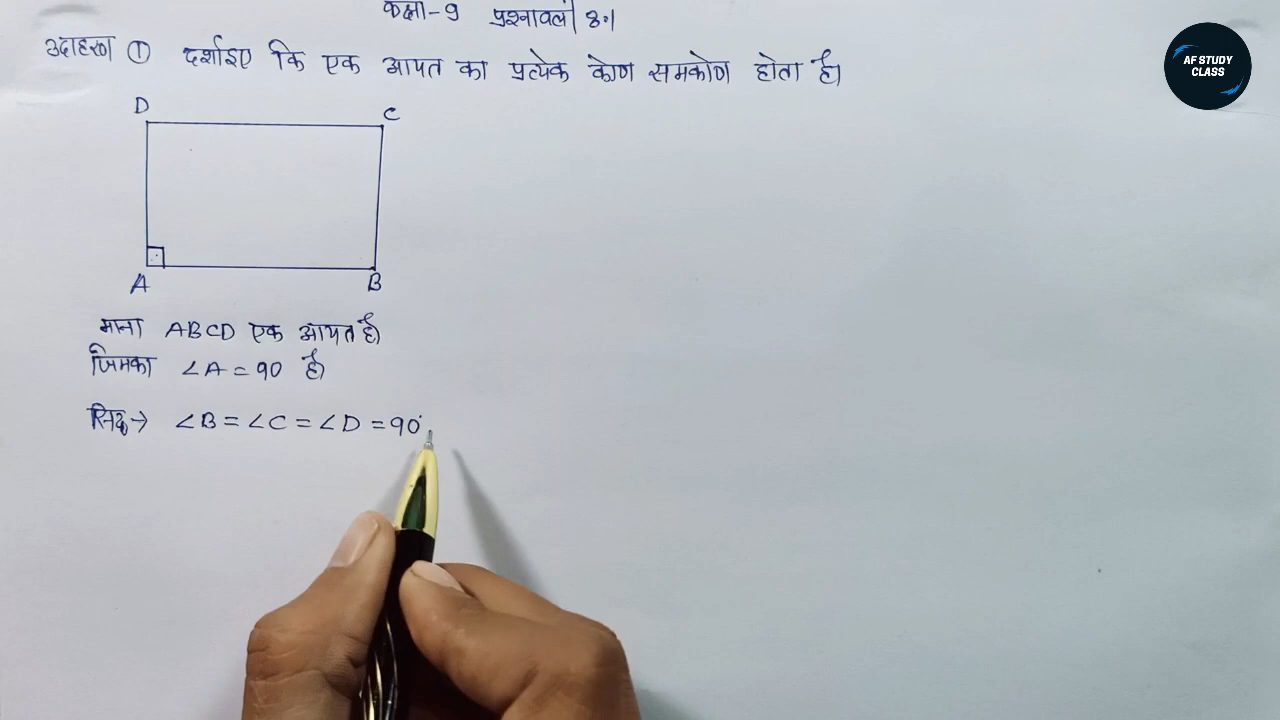 कक्षा-9 प्रश्नावली 8.1
उदाहरण ① दर्शाइए कि एक आयत का प्रत्येक कोण समकोण होता है।
D C
A B
माना ABCD एक आयत है।
जिसका ∠A = 90 है।
सिद्ध→ ∠B = ∠C = ∠D = 90°
AF STUDY
CLASS